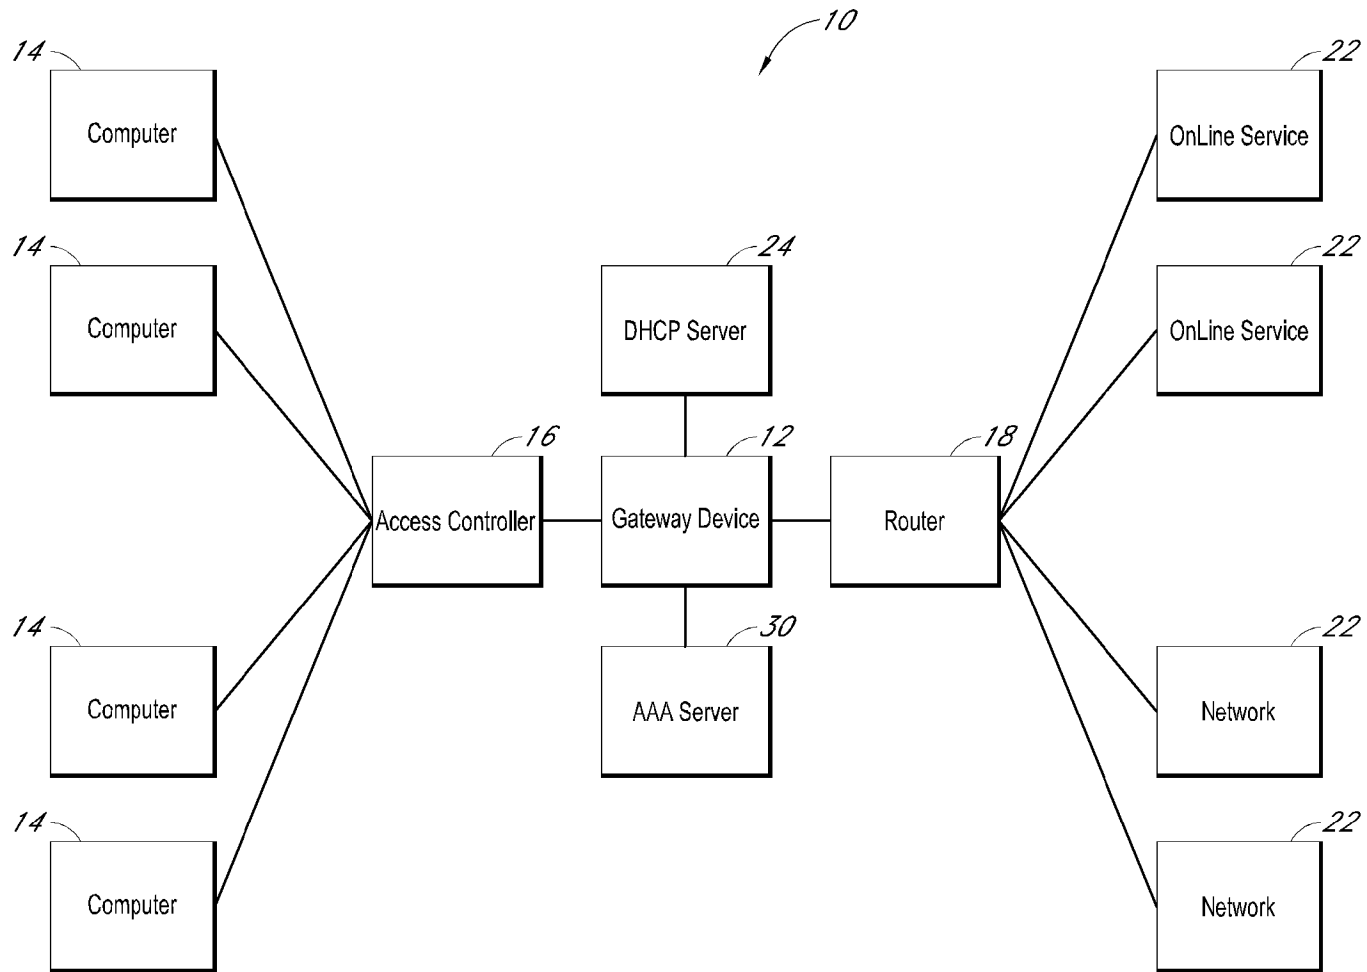 10
14
Computer
22
OnLine Service
14
Computer
24
DHCP Server
22
OnLine Service
16
Access Controller
12
Gateway Device
18
Router
14
Computer
30
AAA Server
22
Network
14
Computer
22
Network